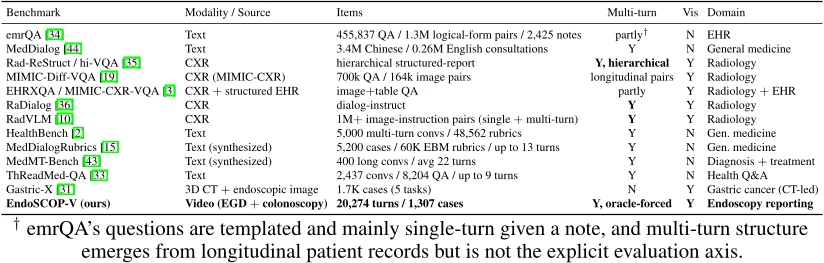 Benchmark Modality / Source Items Multi-turn Vis Domain
emrQA [34] Text 455,837 QA / 1.3M logical-form pairs / 2,425 notes partly† N EHR
MedDialog [44] Text 3.4M Chinese / 0.26M English consultations Y N General medicine
Rad-ReStruct / hi-VQA [35] CXR hierarchical structured-report Y, hierarchical Y Radiology
MIMIC-Diff-VQA [19] CXR (MIMIC-CXR) 700k QA / 164k image pairs longitudinal pairs Y Radiology
EHRXQA / MIMIC-CXR-VQA [3] CXR + structured EHR image+table QA partly Y Radiology + EHR
RaDialog [36] CXR dialog-instruct Y Y Radiology
RadVLM [10] CXR 1M+ image-instruction pairs (single + multi-turn) Y Y Radiology
HealthBench [2] Text 5,000 multi-turn convs / 48,562 rubrics Y N Gen. medicine
MedDialogRubrics [15] Text (synthesized) 5,200 cases / 60K EBM rubrics / up to 13 turns Y N Gen. medicine
MedMT-Bench [43] Text (synthesized) 400 long convs / avg 22 turns Y N Diagnosis + treatment
ThReadMed-QA [33] Text 2,437 convs / 8,204 QA / up to 9 turns Y N Health Q&A
Gastric-X [31] 3D CT + endoscopic image 1.7K cases (5 tasks) N Y Gastric cancer (CT-led)
EndoSCOP-V (ours) Video (EGD + colonoscopy) 20,274 turns / 1,307 cases Y, oracle-forced Y Endoscopy reporting
† emrQA's questions are templated and mainly single-turn given a note, and multi-turn structure
emerges from longitudinal patient records but is not the explicit evaluation axis.